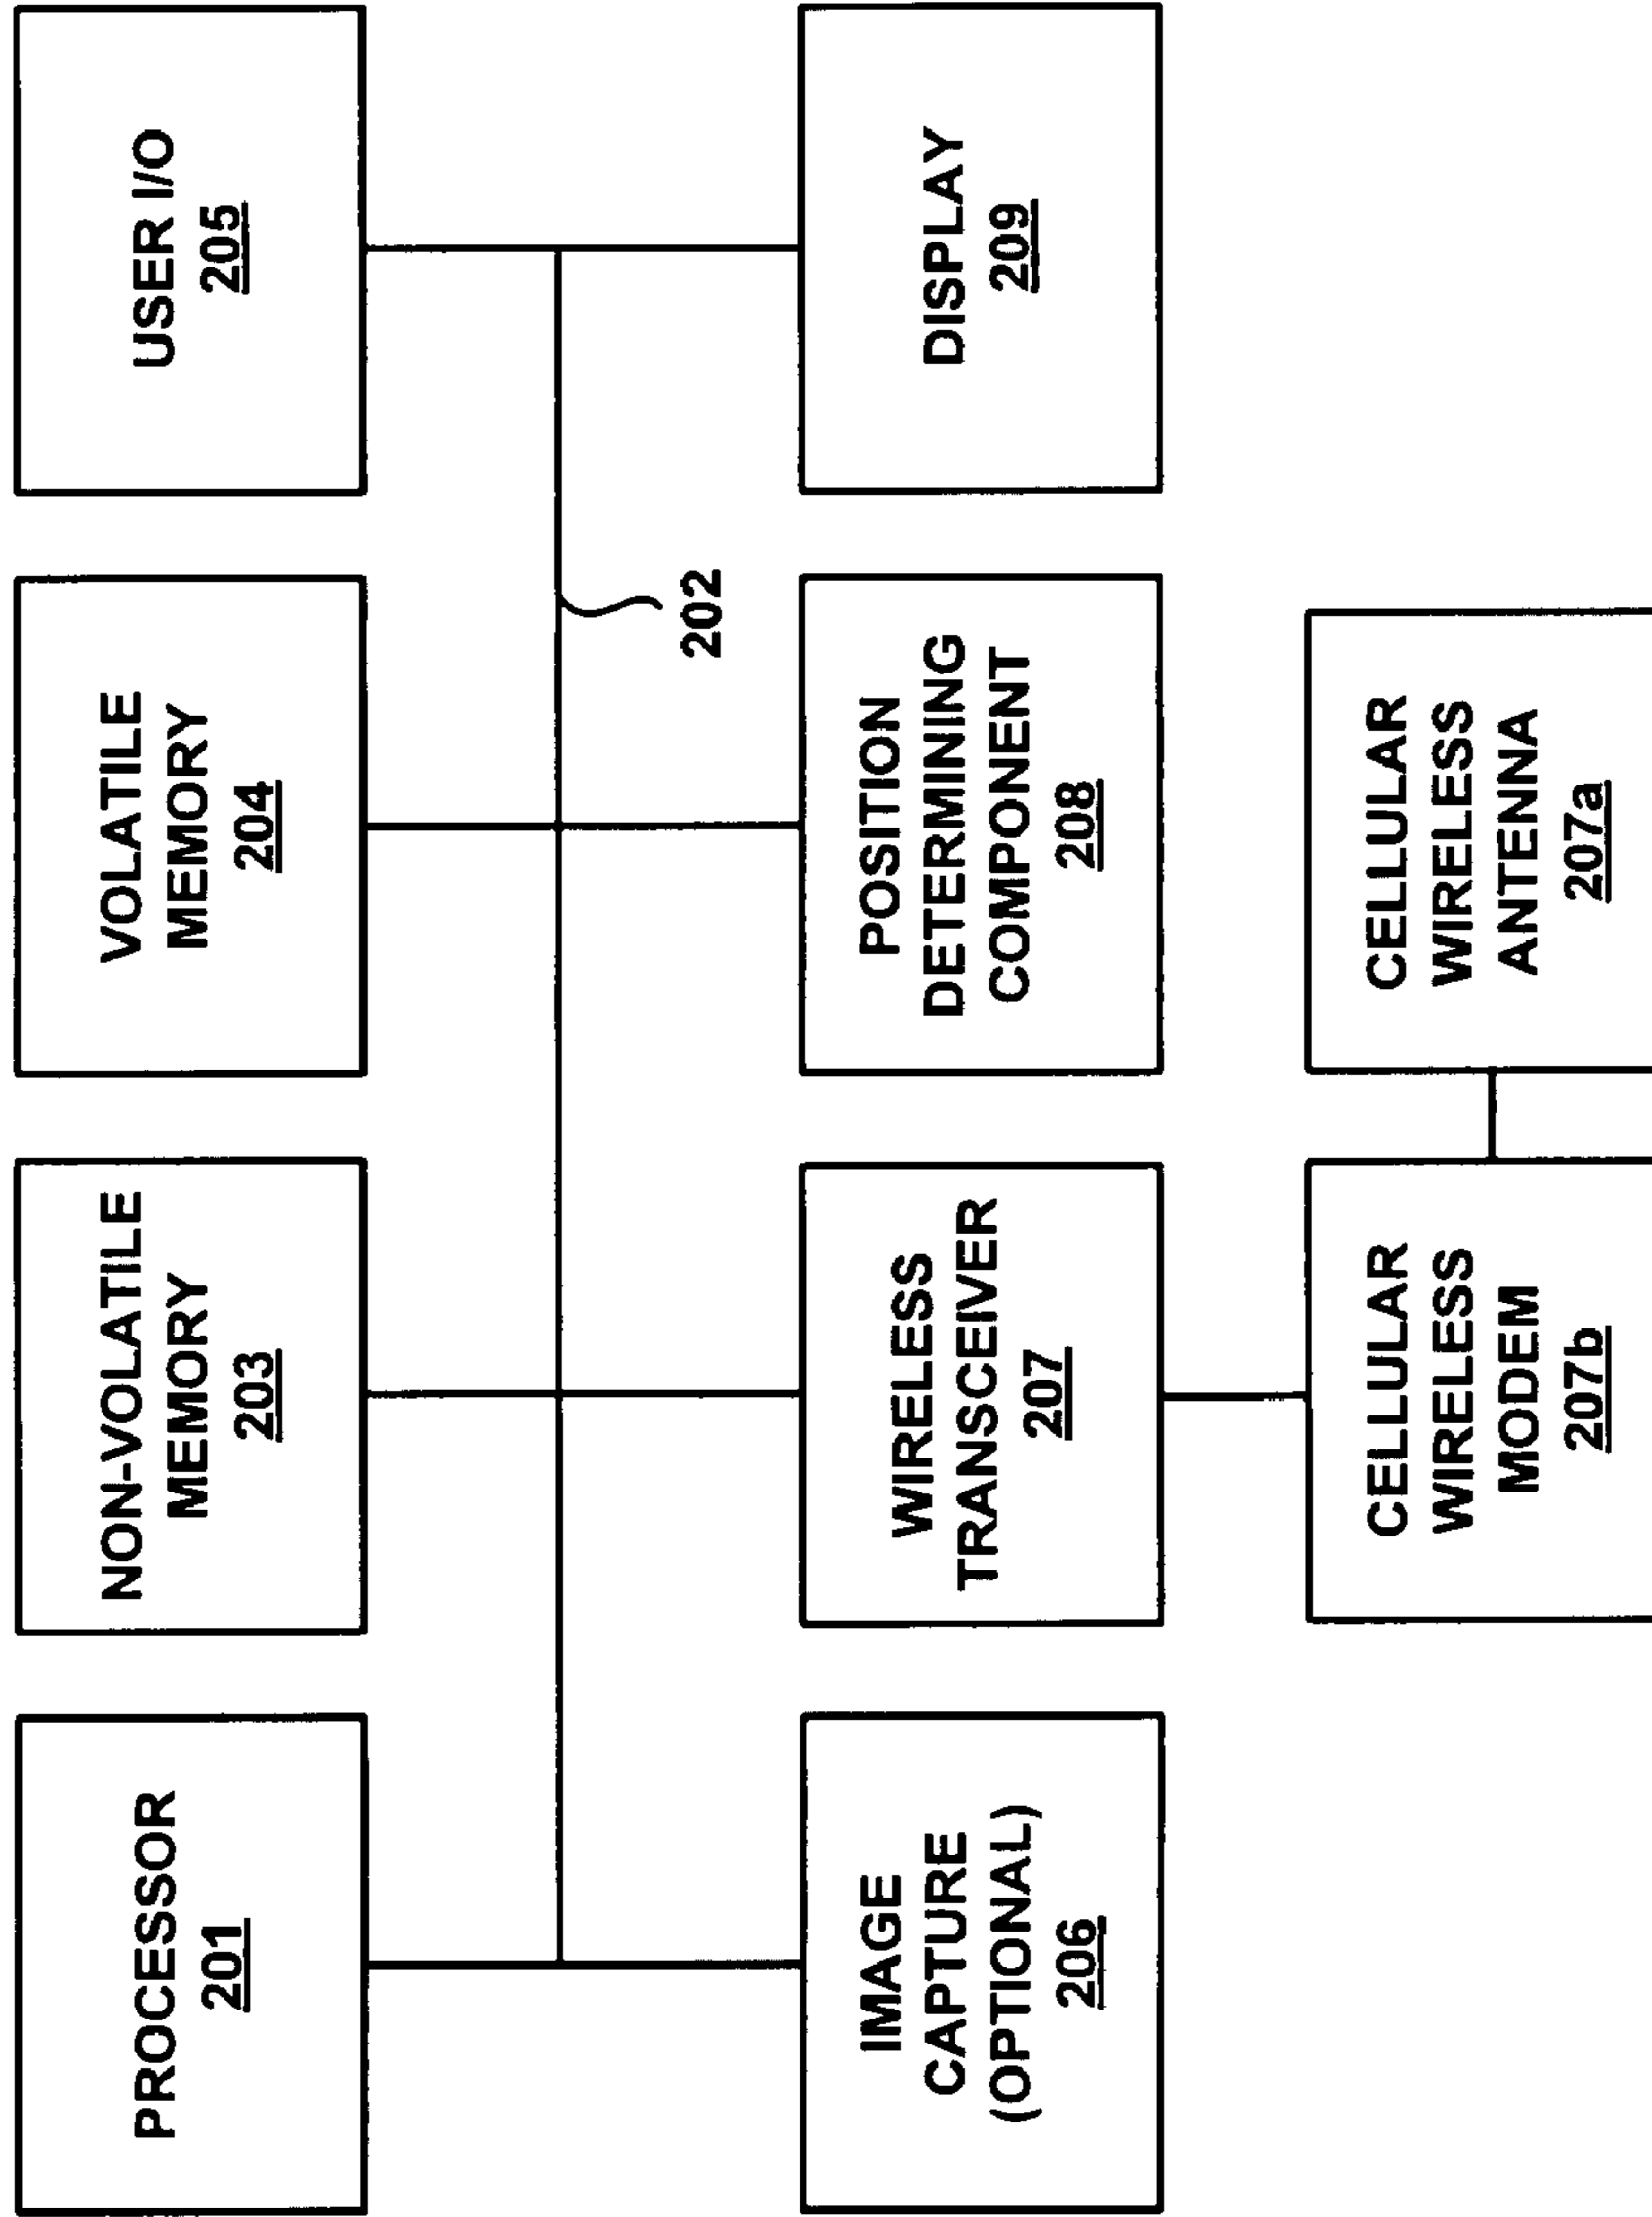 PROCESSOR
201
NON-VOLATILE
MEMORY
203
VOLATILE
MEMORY
204
USER I/O
205
202
IMAGE
CAPTURE
(OPTIONAL)
206
WIRELESS
TRANSCEIVER
207
POSITION
DETERMINING
COMPONENT
208
DISPLAY
209
CELLULAR
WIRELESS
MODEM
207b
CELLULAR
WIRELESS
ANTENNA
207a